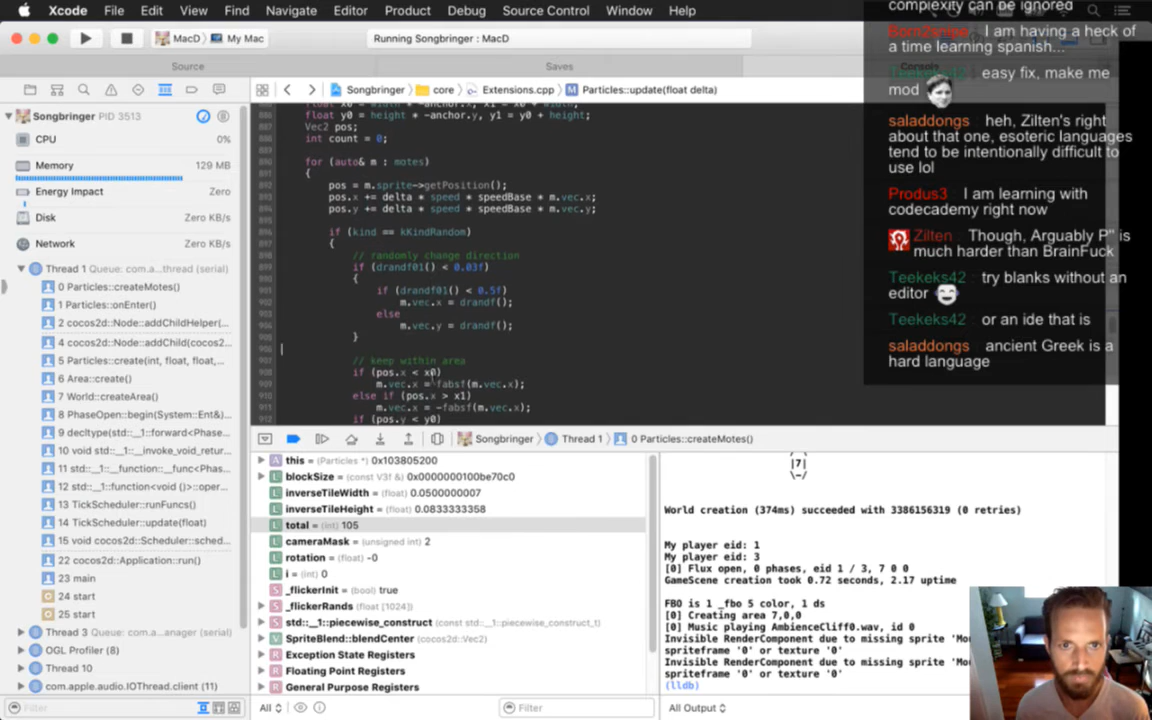 Xcode File Edit View Find Navigate Editor Product Debug Source Control Window Help
MacD My Mac
Running Songbringer : MacD
Source
Saves
Songbringer core Extensions.cpp Particles::update(float delta)
Songbringer PID 3513
CPU
Memory 129 MB
Energy Impact Zero
Disk Zero KB/s
Network Zero KB/s
Thread 1 Queue: com.a...thread (serial)
0 Particles::createMotes()
1 Particles::onEnter()
2 cocos2d::Node::addChildHelper(...
4 cocos2d::Node::addChild(cocos2...
5 Particles::create(int, float, float,...
6 Area::create()
7 World::createArea()
8 PhaseOpen::begin(System::Ent&)
9 decltype(std::__1::forward<Phase...
10 void std::__1::__invoke_void_retur...
11 std::__1::__function::__func<Phas...
12 std::__1::function<void ()>::oper...
13 TickScheduler::runFuncs()
14 TickScheduler::update(float)
15 void cocos2d::Scheduler::sched...
22 cocos2d::Application::run()
23 main
24 start
25 start
Thread 3 Queue: com.a...anager (serial)
OGL Profiler (8)
Thread 10
com.apple.audio.IOThread.client (11)
Filter
float y0 = height * -anchor.y, y1 = y0 + height;
Vec2 pos;
int count = 0;
for (auto& m : motes)
{
pos = m.sprite->getPosition();
pos.x += delta * speed * speedBase * m.vec.x;
pos.y += delta * speed * speedBase * m.vec.y;
if (kind == kKindRandom)
{
// randomly change direction
if (drandf01() < 0.03f)
{
if (drandf01() < 0.5f)
m.vec.x = drandf();
else
m.vec.y = drandf();
}
// keep within area
if (pos.x < x0)
m.vec.x = fabsf(m.vec.x);
else if (pos.x > x1)
m.vec.x = -fabsf(m.vec.x);
if (pos.y < y0)
Songbringer Thread 1 0 Particles::createMotes()
this = (Particles *) 0x103805200
blockSize = (const V3f &) 0x0000000100be70c0
inverseTileWidth = (float) 0.0500000007
inverseTileHeight = (float) 0.0833333358
total = (int) 105
cameraMask = (unsigned int) 2
rotation = (float) -0
i = (int) 0
_flickerInit = (bool) true
_flickerRands (float [1024])
std::__1::piecewise_construct (const std::__1::piecewise_construct_t)
SpriteBlend::blendCenter (cocos2d::Vec2)
Exception State Registers
Floating Point Registers
General Purpose Registers
All
Filter
|7|
\~/
World creation (374ms) succeeded with 3386156319 (0 retries)
My player eid: 1
My player eid: 3
[0] Flux open, 0 phases, eid 1 / 3, 7 0 0
GameScene creation took 0.72 seconds, 2.17 uptime
FBO is 1 _fbo 5 color, 1 ds
[0] Creating area 7,0,0
[0] Music playing AmbienceCliff0.wav, id 0
Invisible RenderComponent due to missing sprite 'Mo
spriteframe '0' or texture '0'
Invisible RenderComponent due to missing sprite 'Mo
spriteframe '0' or texture '0'
(lldb)
All Output
complexity can be ignored
I am having a heck of
a time learning spanish...
Teekeks42 easy fix, make me
mod
saladdongs heh, Zilten's right
about that one, esoteric languages
tend to be intentionally difficult to
use lol
Produs3 I am learning with
codecademy right now
Zilten Though, Arguably P" is
much harder than BrainFuck
Teekeks42 try blanks without an
editor
Teekeks42 or an ide that is
saladdongs ancient Greek is a
hard language